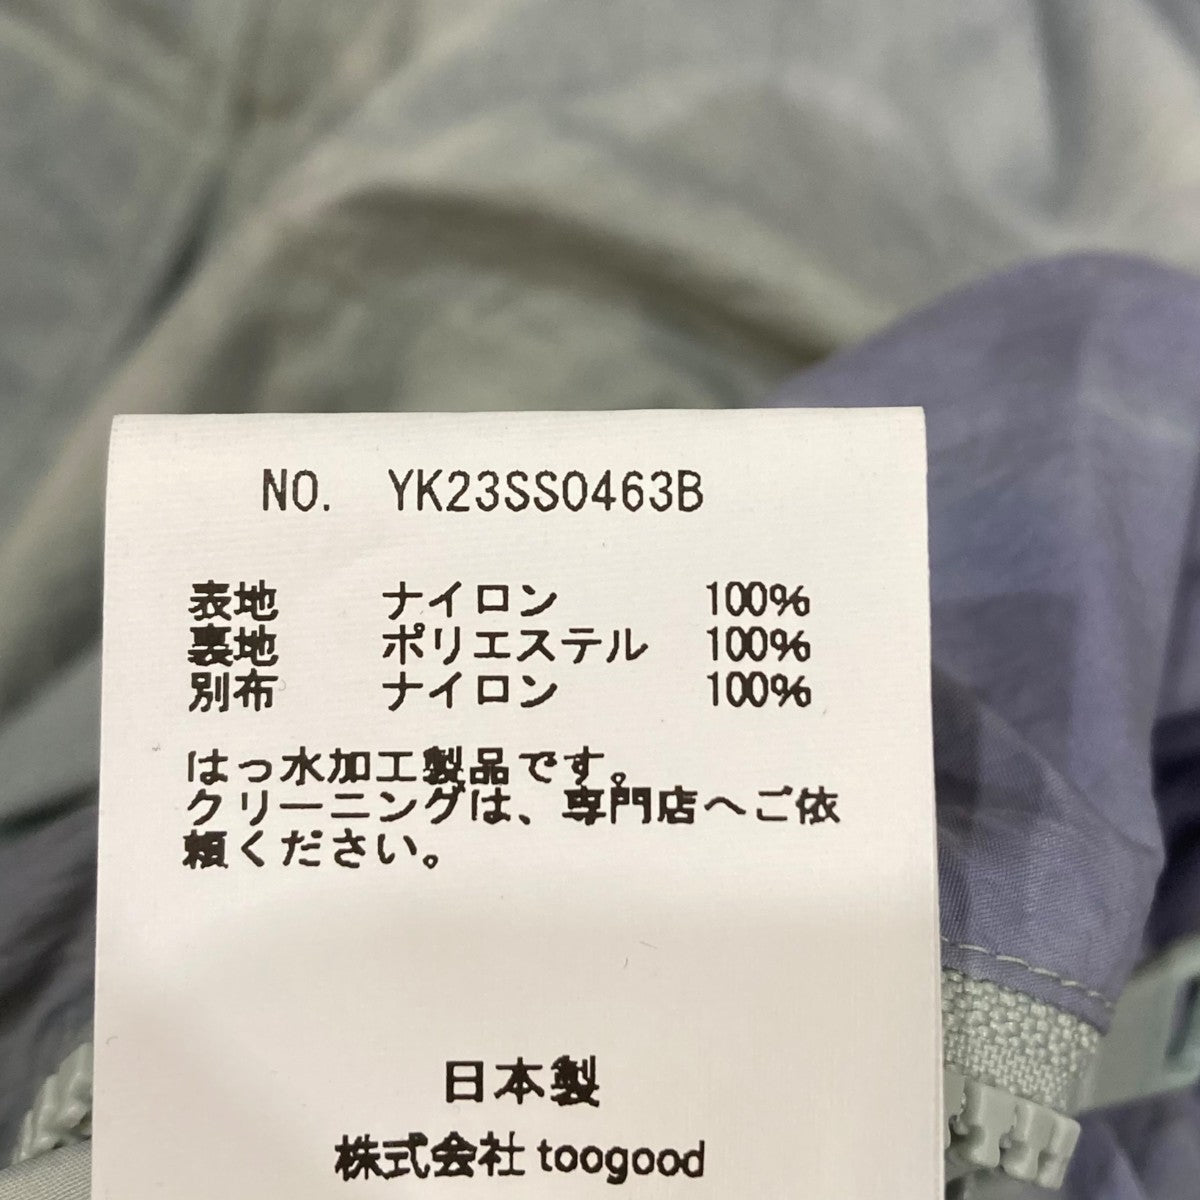 NO. YK23SS0463B
表地 ナイロン 100%
裏地 ポリエステル 100%
別布 ナイロン 100%
はっ水加工製品です。
クリーニングは、専門店へご依
頼ください。
日本製
株式会社 toogood